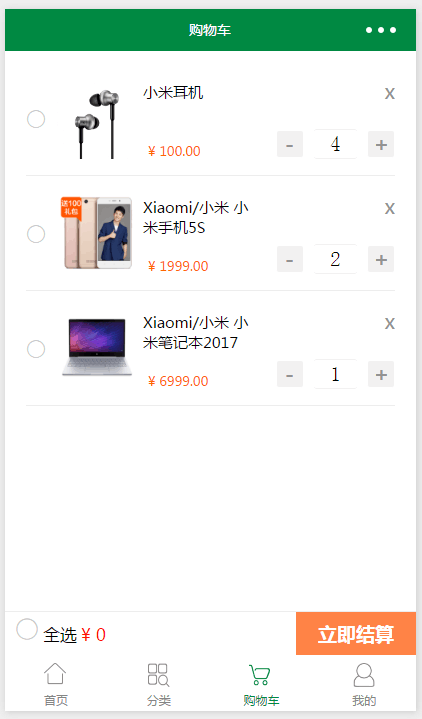 购物车
小米耳机
X
¥ 100.00
- 4 +
送100
礼包
Xiaomi/小米 小
米手机5S
X
¥ 1999.00
- 2 +
Xiaomi/小米 小
米笔记本2017
X
¥ 6999.00
- 1 +
全选 ¥ 0
立即结算
首页 分类 购物车 我的